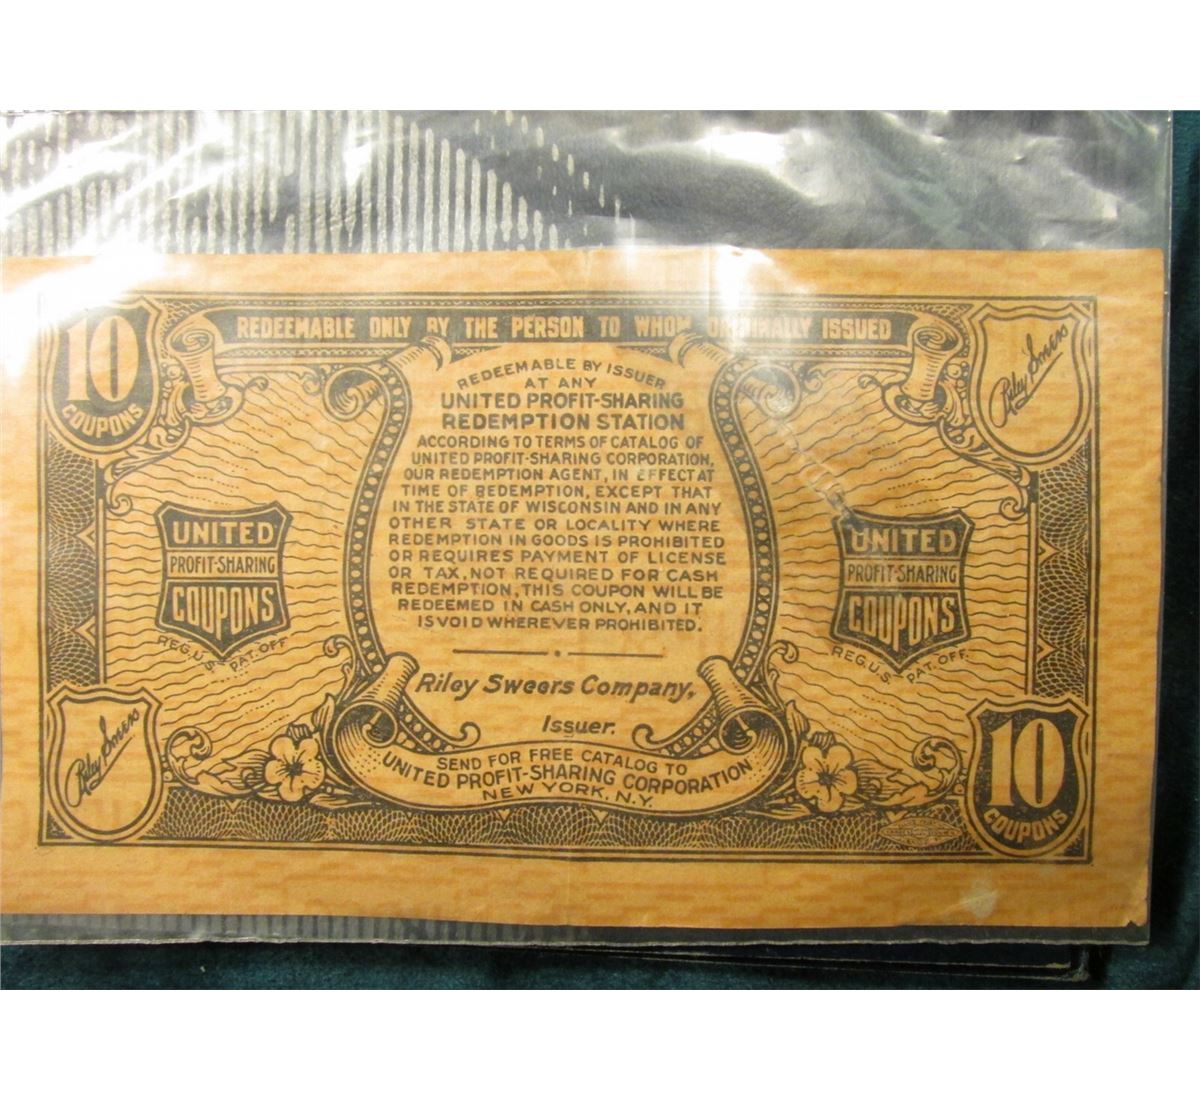 REDEEMABLE ONLY BY THE PERSON TO WHOM ORIGINALLY ISSUED
10
COUPONS
Riley Sweers
REDEEMABLE BY ISSUER
AT ANY
UNITED PROFIT-SHARING
REDEMPTION STATION
ACCORDING TO TERMS OF CATALOG OF
UNITED PROFIT-SHARING CORPORATION,
OUR REDEMPTION AGENT, IN EFFECT AT
TIME OF REDEMPTION, EXCEPT THAT
IN THE STATE OF WISCONSIN AND IN ANY
OTHER STATE OR LOCALITY WHERE
REDEMPTION IN GOODS IS PROHIBITED
OR REQUIRES PAYMENT OF LICENSE
OR TAX, NOT REQUIRED FOR CASH
REDEMPTION, THIS COUPON WILL BE
REDEEMED IN CASH ONLY, AND IT
IS VOID WHEREVER PROHIBITED.
UNITED
PROFIT-SHARING
COUPONS
REG. U.S. PAT. OFF.
UNITED
PROFIT-SHARING
COUPONS
REG. U.S. PAT. OFF.
Riley Sweers Company,
Issuer.
SEND FOR FREE CATALOG TO
UNITED PROFIT-SHARING CORPORATION
NEW YORK, N.Y.
Riley Sweers
10
COUPONS